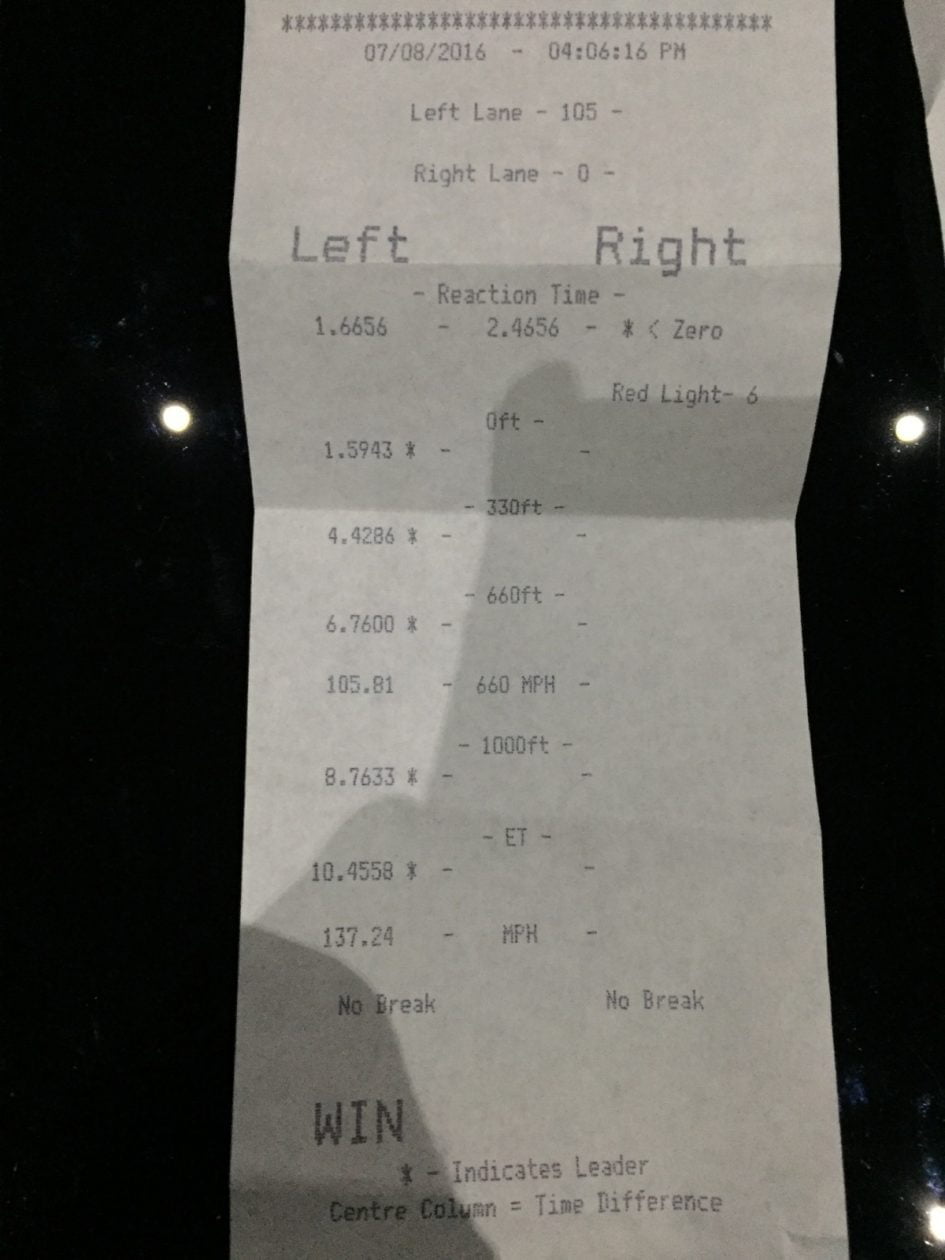 ****************************************
07/08/2016 - 04:06:16 PM
Left Lane - 105 -
Right Lane - 0 -
Left Right
- Reaction Time -
1.6656 - 2.4656 - * < Zero
Red Light- 6
0ft -
1.5943 * - -
- 330ft -
4.4286 * - -
- 660ft -
6.7600 * - -
105.81 - 660 MPH -
- 1000ft -
8.7633 * - -
- ET -
10.4558 * - -
137.24 - MPH -
No Break No Break
WIN
* - Indicates Leader
Centre Column = Time Difference